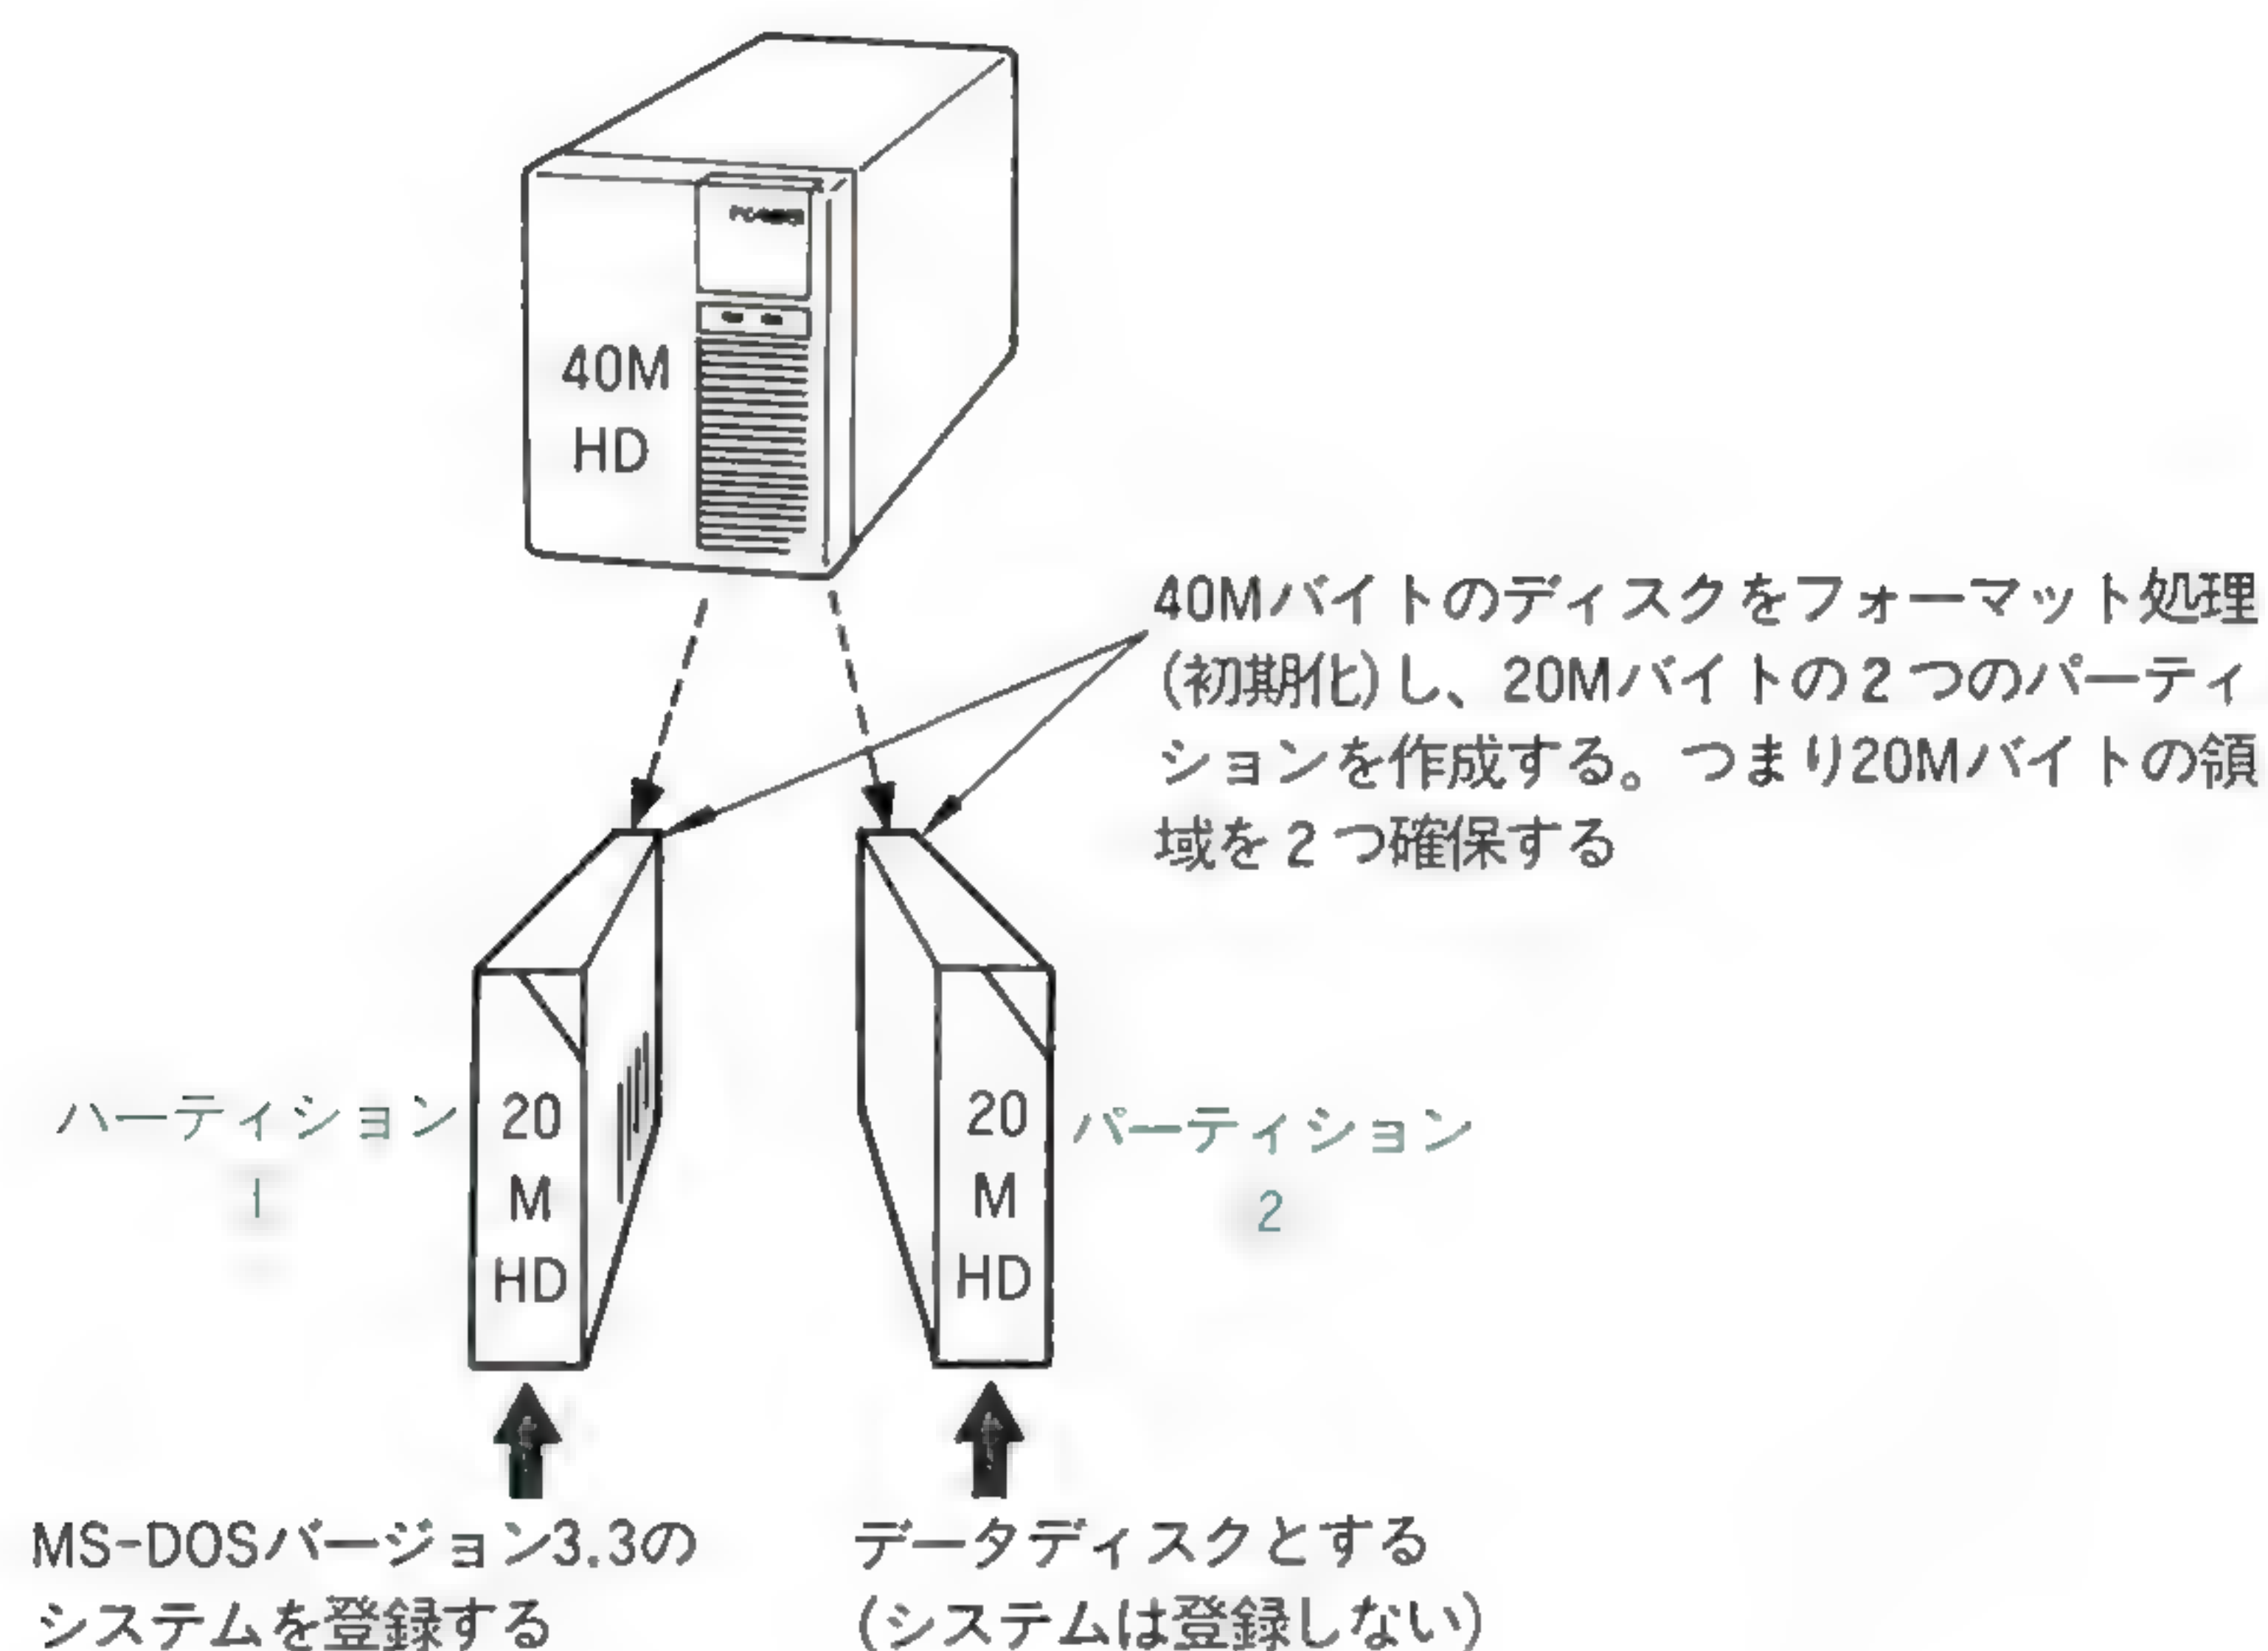 40M
HD
40Mバイトのディスクをフォーマット処理
(初期化)し、20Mバイトの2つのパーティ
ションを作成する。つまり20Mバイトの領
域を2つ確保する
パーティション
1
20
M
HD
20
M
HD
パーティション
2
MS-DOSバージョン3.3の
システムを登録する
データディスクとする
(システムは登録しない)